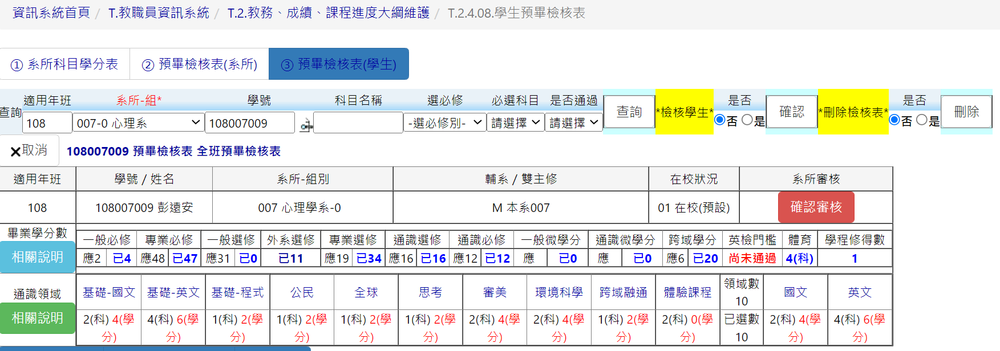 資訊系統首頁 / T.教職員資訊系統 / T.2.教務、成績、課程進度大綱維護 / T.2.4.08.學生預畢檢核表
① 系所科目學分表 ② 預畢檢核表(系所) ③ 預畢檢核表(學生)
查詢 適用年班 系所-組* 學號 科目名稱 選必修 必選科目 是否通過 查詢 *檢核學生* 是否 確認 *刪除檢核表* 是否 刪除
108 007-0 心理系 108007009 -選必修別- 請選擇 請選擇 否 是 否 是
取消 108007009 預畢檢核表 全班預畢檢核表
適用年班 學號 / 姓名 系所-組別 輔系 / 雙主修 在校狀況 系所審核
108 108007009 彭遠安 007 心理學系-0 M 本系007 01 在校(預設) 確認審核
畢業學分數 一般必修 專業必修 一般選修 外系選修 專業選修 通識選修 通識必修 一般微學分 通識微學分 跨域學分 英檢門檻 體育 學程修得數
相關說明 應2 已4 應48 已47 應31 已0 已11 應19 已34 應16 已16 應12 已12 應 已0 應 已0 應6 已20 尚未通過 4(科) 1
通識領域 基礎-國文 基礎-英文 基礎-程式 公民 全球 思考 審美 環境科學 跨域融通 體驗課程 領域數 國文 英文
10
相關說明 2(科) 4(學 4(科) 6(學 1(科) 2(學 1(科) 2(學 1(科) 2(學 1(科) 2(學 2(科) 4(學 2(科) 4(學 1(科) 2(學 2(科) 0(學 已選數 2(科) 4(學 4(科) 6(學
分) 分) 分) 分) 分) 分) 分) 分) 分) 分) 10 分) 分)